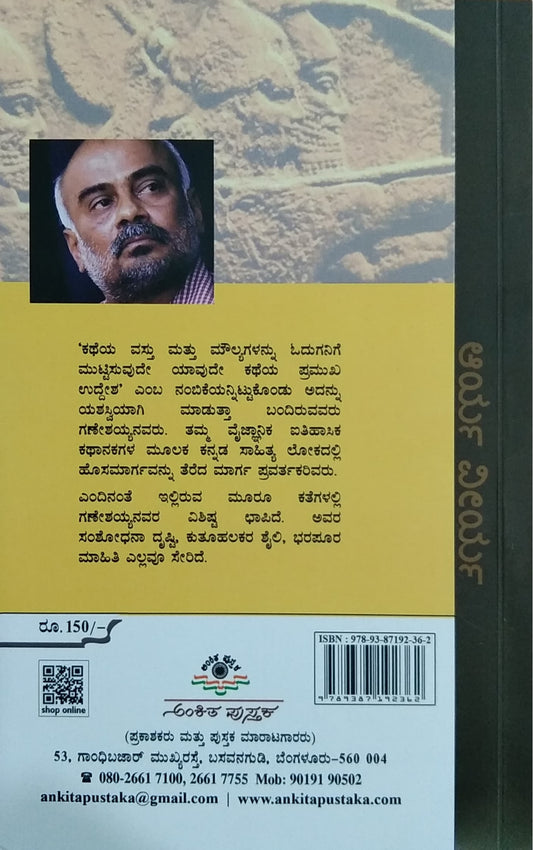 'ಕಥೆಯ ವಸ್ತು ಮತ್ತು ಮೌಲ್ಯಗಳನ್ನು ಓದುಗನಿಗೆ
ಮುಟ್ಟಿಸುವುದೇ ಯಾವುದೇ ಕಥೆಯ ಪ್ರಮುಖ
ಉದ್ದೇಶ' ಎಂಬ ನಂಬಿಕೆಯನ್ನಿಟ್ಟುಕೊಂಡು ಅದನ್ನು
ಯಶಸ್ವಿಯಾಗಿ ಮಾಡುತ್ತಾ ಬಂದಿರುವವರು
ಗಣೇಶಯ್ಯನವರು. ತಮ್ಮ ವೈಜ್ಞಾನಿಕ ಐತಿಹಾಸಿಕ
ಕಥಾನಕಗಳ ಮೂಲಕ ಕನ್ನಡ ಸಾಹಿತ್ಯ ಲೋಕದಲ್ಲಿ
ಹೊಸಮಾರ್ಗವನ್ನು ತೆರೆದ ಮಾರ್ಗ ಪ್ರವರ್ತಕರಿವರು.
ಎಂದಿನಂತೆ ಇಲ್ಲಿರುವ ಮೂರೂ ಕತೆಗಳಲ್ಲಿ
ಗಣೇಶಯ್ಯನವರ ವಿಶಿಷ್ಟ ಛಾಪಿದೆ. ಅವರ
ಸಂಶೋಧನಾ ದೃಷ್ಟಿ, ಕುತೂಹಲಕರ ಶೈಲಿ, ಭರಪೂರ
ಮಾಹಿತಿ ಎಲ್ಲವೂ ಸೇರಿದೆ.
ಆರ್ಯ ವೀರ್ಯ
ರೂ. 150/-
shop online
ಅಂಕಿತ ಪುಸ್ತಕ
ISBN : 978-93-87192-36-2
9 789387 192362
ಅಂಕಿತ ಪುಸ್ತಕ
(ಪ್ರಕಾಶಕರು ಮತ್ತು ಪುಸ್ತಕ ಮಾರಾಟಗಾರರು)
53, ಗಾಂಧಿಬಜಾರ್ ಮುಖ್ಯರಸ್ತೆ, ಬಸವನಗುಡಿ, ಬೆಂಗಳೂರು-560 004
☎ 080-2661 7100, 2661 7755 Mob: 90191 90502
ankitapustaka@gmail.com | www.ankitapustaka.com